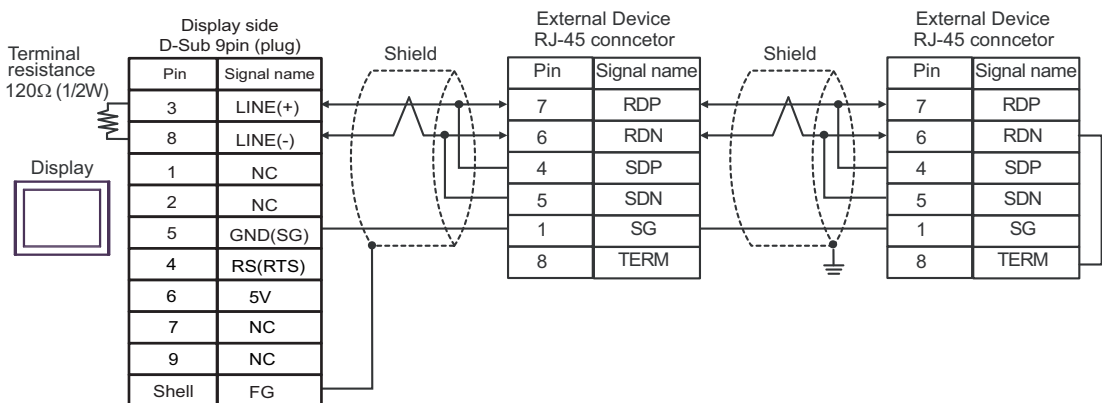 Display side
D-Sub 9pin (plug)
Terminal
resistance
120Ω (1/2W)
Display
Pin Signal name
3 LINE(+)
8 LINE(-)
1 NC
2 NC
5 GND(SG)
4 RS(RTS)
6 5V
7 NC
9 NC
Shell FG
Shield
External Device
RJ-45 conncetor
Pin Signal name
7 RDP
6 RDN
4 SDP
5 SDN
1 SG
8 TERM
Shield
External Device
RJ-45 conncetor
Pin Signal name
7 RDP
6 RDN
4 SDP
5 SDN
1 SG
8 TERM